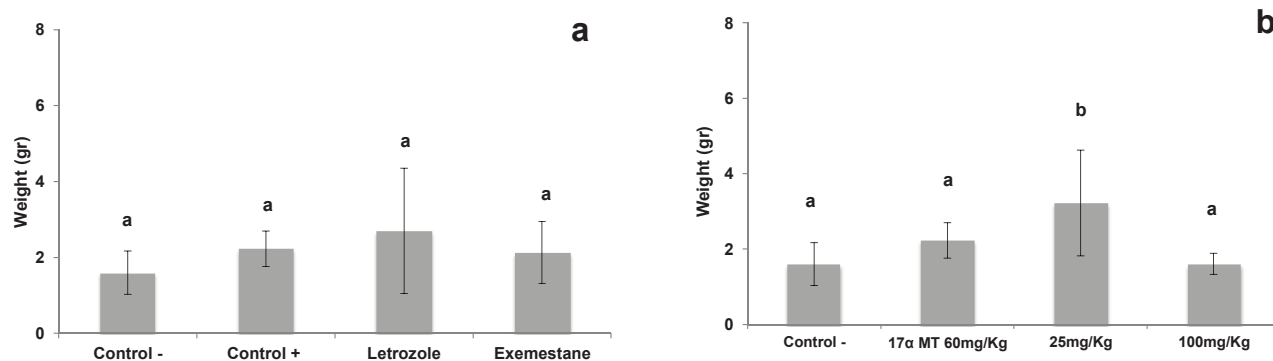 a
8
6
4
2
0
Weight (gr)
a
a
a
a
Control -
Control +
Letrozole
Exemestane
b
8
6
4
2
0
Weight (gr)
a
a
b
a
Control -
17α MT 60mg/Kg
25mg/Kg
100mg/Kg